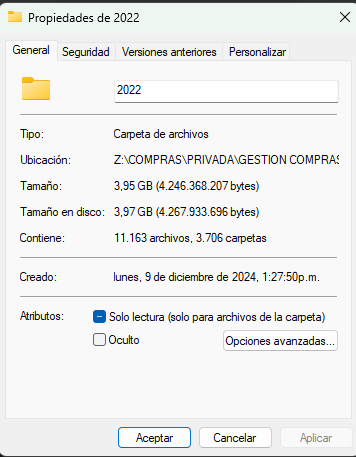 Propiedades de 2022
General Seguridad Versiones anteriores Personalizar
2022
Tipo: Carpeta de archivos
Ubicación: Z:\COMPRAS\PRIVADA\GESTION COMPRAS
Tamaño: 3,95 GB (4.246.368.207 bytes)
Tamaño en disco: 3,97 GB (4.267.933.696 bytes)
Contiene: 11.163 archivos, 3.706 carpetas
Creado: lunes, 9 de diciembre de 2024, 1:27:50p.m.
Atributos: Solo lectura (solo para archivos de la carpeta)
Oculto Opciones avanzadas...
Aceptar Cancelar Aplicar